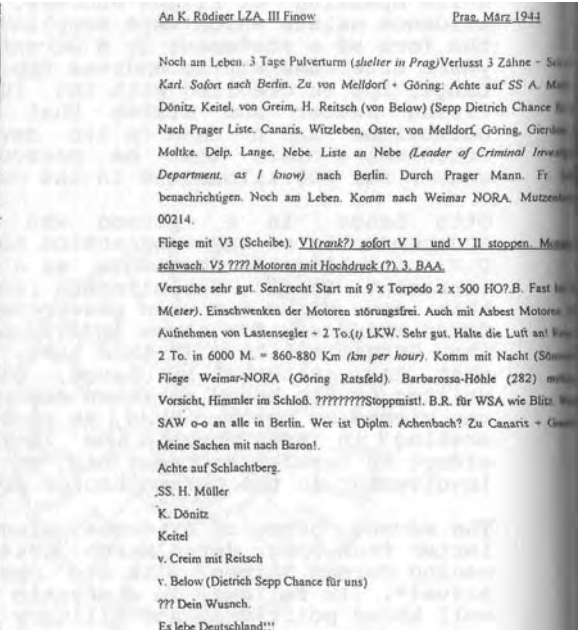 An K. Rüdiger LZA. III Finow Prag, März 1944
Noch am Leben. 3 Tage Pulverturm (shelter in Prag)Verlusst 3 Zähne –
Karl. Sofort nach Berlin. Zu von Melldorf + Göring: Achte auf SS A.
Dönitz, Keitel, von Greim, H. Reitsch (von Below) (Sepp Dietrich Chance
Nach Prager Liste. Canaris, Witzleben, Oster, von Melldorf, Göring,
Moltke, Delp, Lange, Nebe. Liste an Nebe (Leader of Criminal
Department, as I know) nach Berlin. Durch Prager Mann. Fr
benachrichtigen. Noch am Leben. Komm nach Weimar NORA.
00214.
Fliege mit V3 (Scheibe). V1(rank?) sofort V I und V II stoppen.
schwach. V5 ???? Motoren mit Hochdruck (?). 3. BAA.
Versuche sehr gut. Senkrecht Start mit 9 x Torpedo 2 x 500 HO?.B. Fast
M(eter). Einschwenken der Motoren störungsfrei. Auch mit Asbest Motoren
Aufnehmen von Lastensegler + 2 To.(t) LKW. Sehr gut. Halte die Luft an!
2 To. in 6000 M. = 860-880 Km (km per hour). Komm mit Nacht
Fliege Weimar-NORA (Göring Ratsfeld). Barbarossa-Höhle (282)
Vorsicht, Himmler im Schloß. ?????????Stoppmist!. B.R. für WSA wie Blitz.
SAW o-o an alle in Berlin. Wer ist Diplm. Achenbach? Zu Canaris +
Meine Sachen mit nach Baron!.
Achte auf Schlachtberg.
SS. H. Müller
K. Dönitz
Keitel
v. Creim mit Reitsch
v. Below (Dietrich Sepp Chance für uns)
??? Dein Wusnch.
Es lebe Deutschland!!!